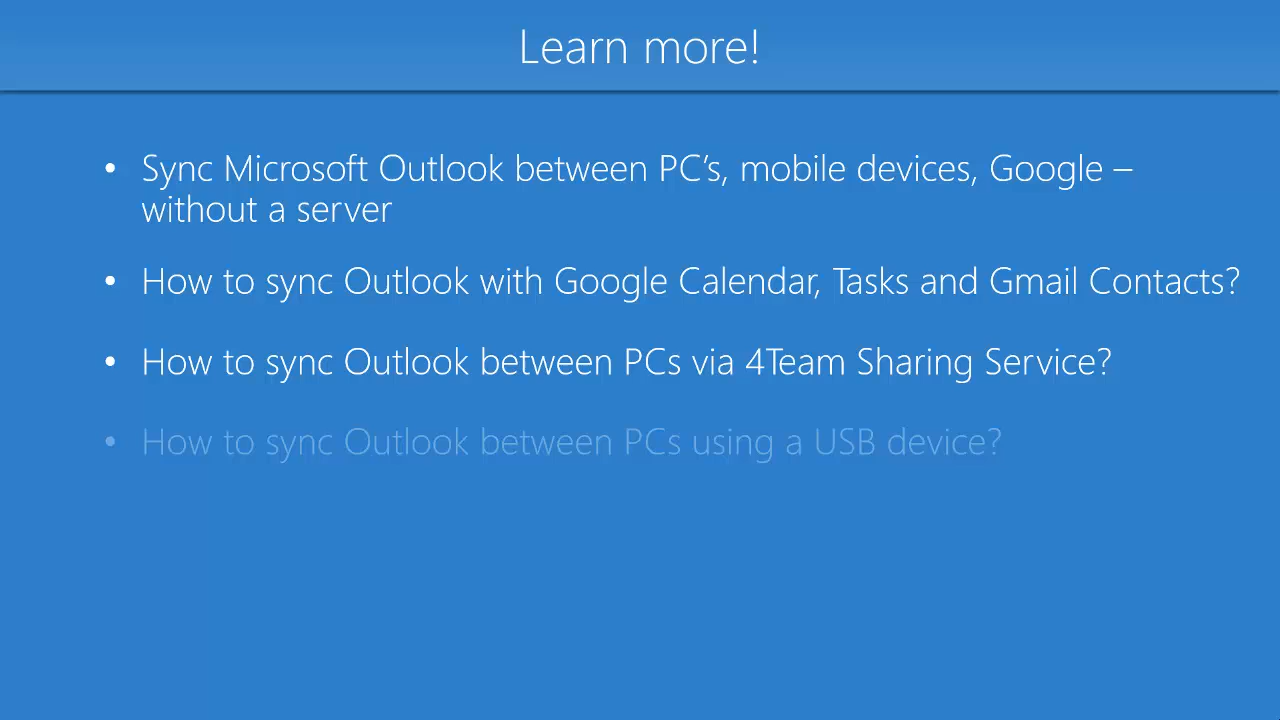 Learn more!
• Sync Microsoft Outlook between PC’s, mobile devices, Google –
without a server
• How to sync Outlook with Google Calendar, Tasks and Gmail Contacts?
• How to sync Outlook between PCs via 4Team Sharing Service?
• How to sync Outlook between PCs using a USB device?